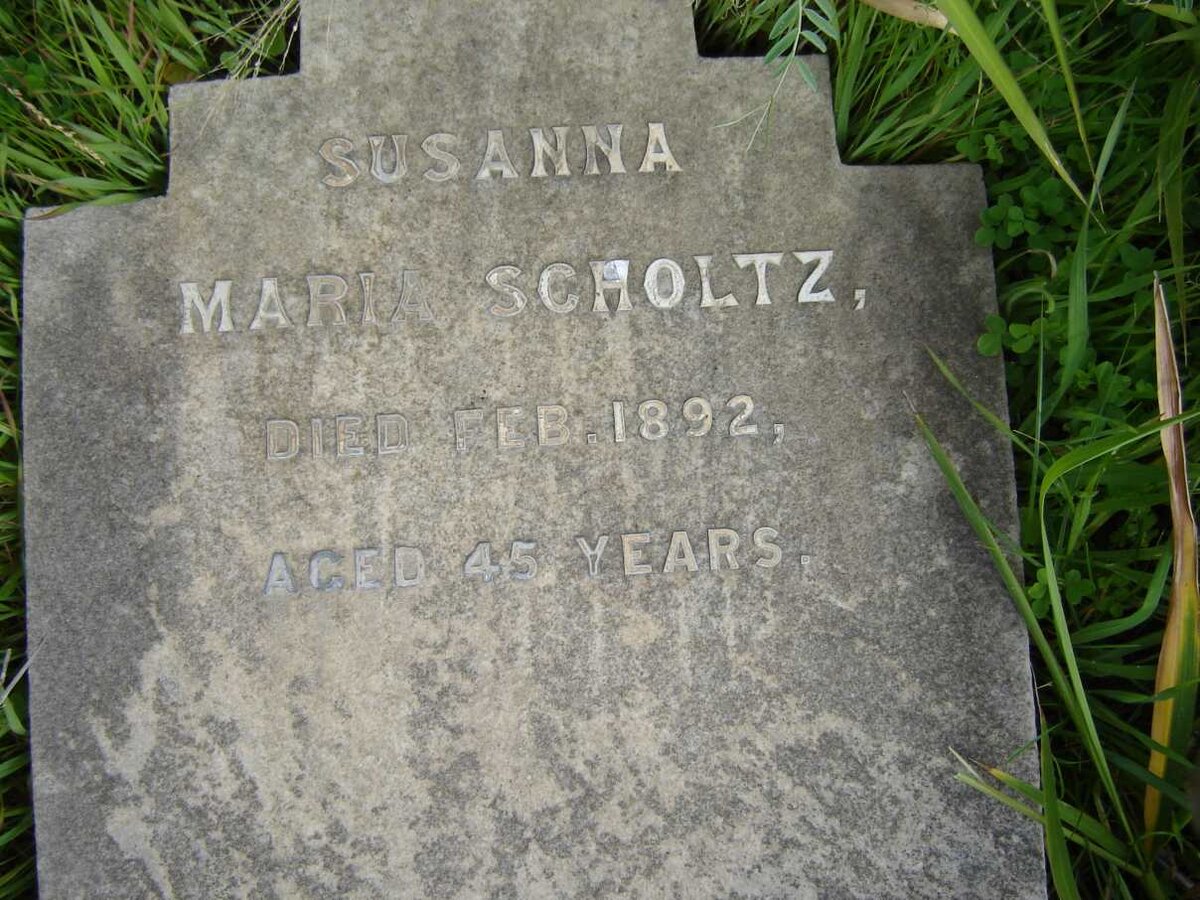 SUSANNA
MARIA SCHOLTZ,
DIED FEB. 1892,
AGED 45 YEARS.